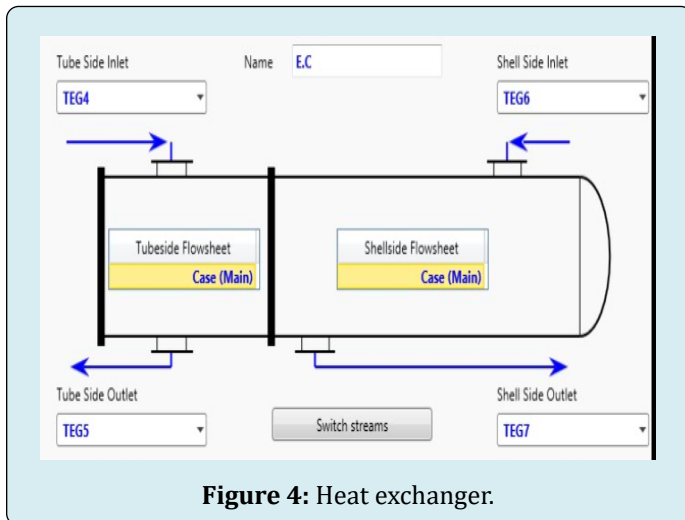 Tube Side Inlet Name E.C Shell Side Inlet
TEG4 TEG6
Tubeside Flowsheet Shellside Flowsheet
Case (Main) Case (Main)
Tube Side Outlet Shell Side Outlet
TEG5 Switch streams TEG7
Figure 4: Heat exchanger.